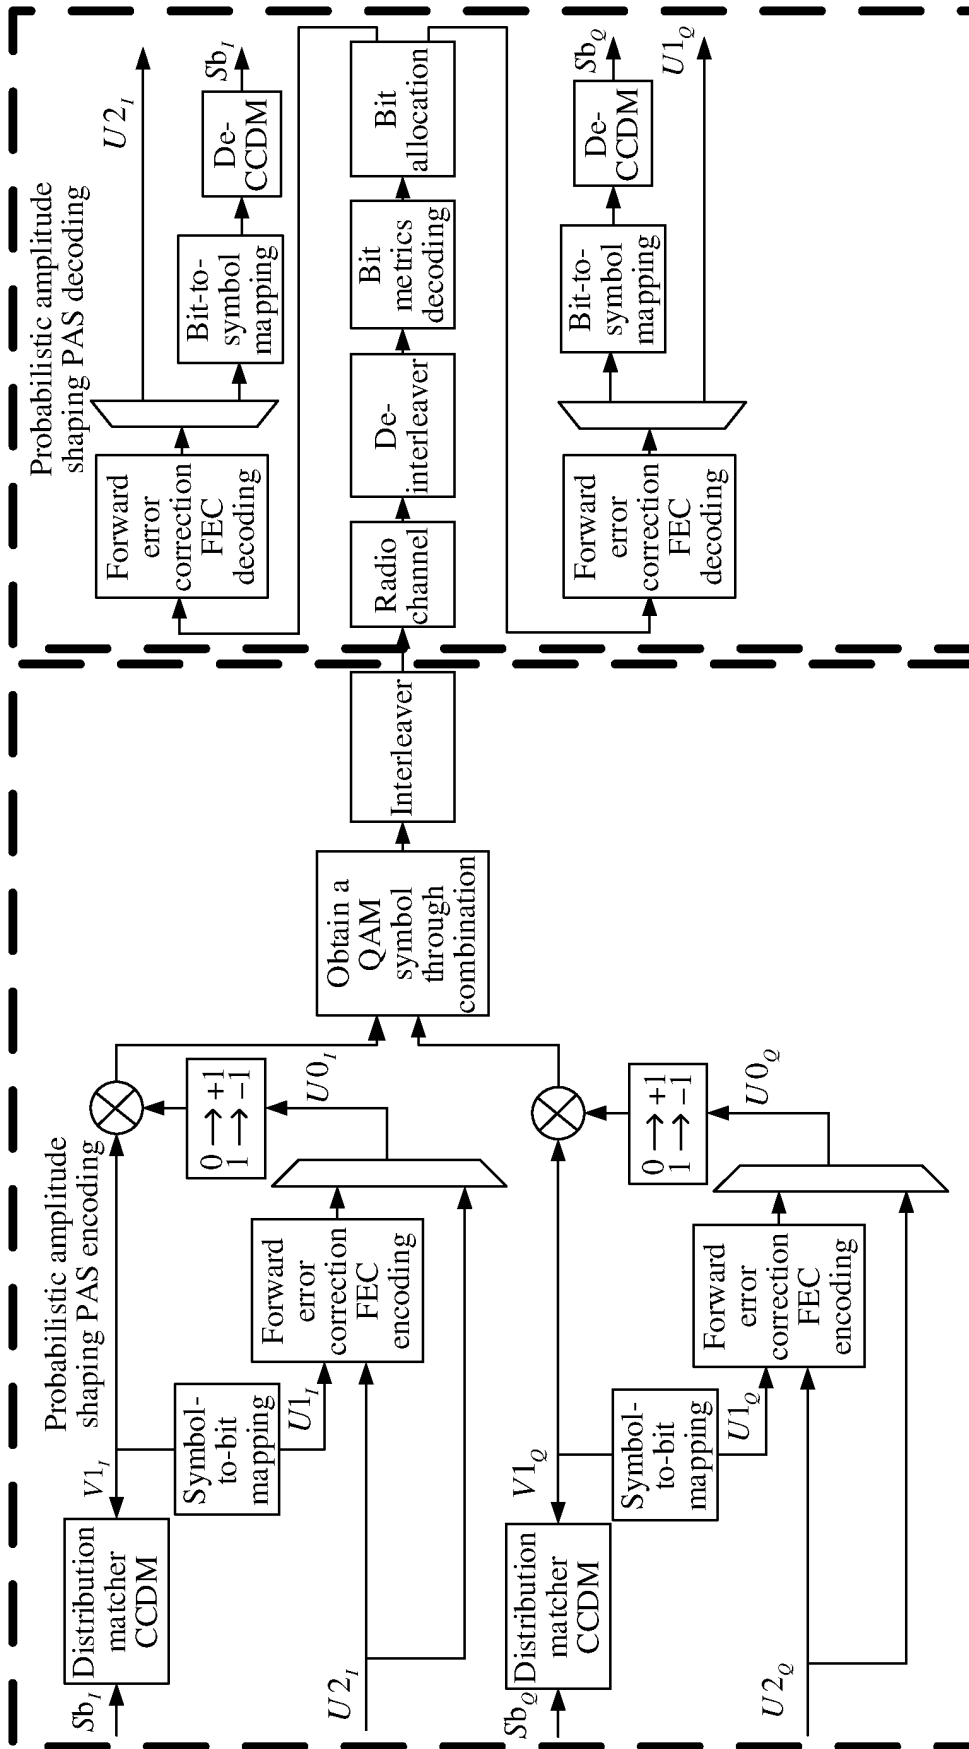 Probabilistic amplitude
shaping PAS encoding
Sb_I
Distribution
matcher
CCDM
V1_I
Symbol-
to-bit
mapping
U1_I
U2_I
Forward
error
correction
FEC
encoding
0 → +1
1 → −1
U0_I
Sb_Q
Distribution
matcher
CCDM
V1_Q
Symbol-
to-bit
mapping
U1_Q
U2_Q
Forward
error
correction
FEC
encoding
0 → +1
1 → −1
U0_Q
Obtain a
QAM
symbol
through
combination
Interleaver
Probabilistic amplitude
shaping PAS decoding
Radio
channel
De-
interleaver
Bit
metrics
decoding
Bit
allocation
Forward
error
correction
FEC
decoding
U2_I
Bit-to-
symbol
mapping
De-
CCDM
Sb_I
Forward
error
correction
FEC
decoding
Bit-to-
symbol
mapping
De-
CCDM
Sb_Q
U1_Q